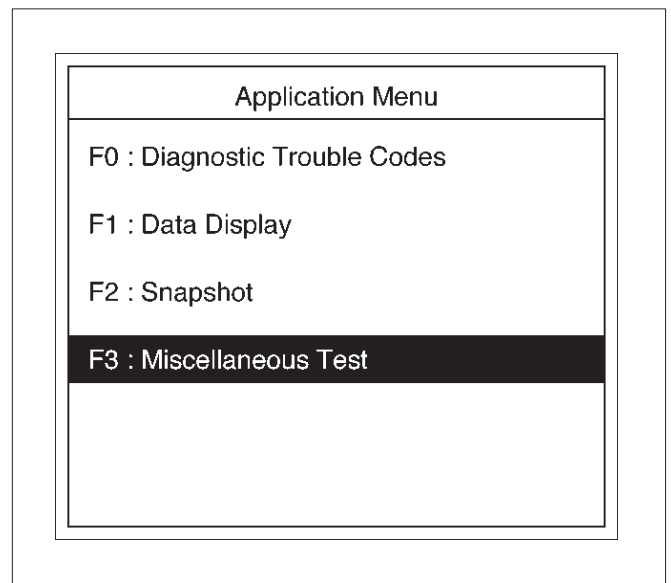 Application Menu
F0 : Diagnostic Trouble Codes
F1 : Data Display
F2 : Snapshot
F3 : Miscellaneous Test